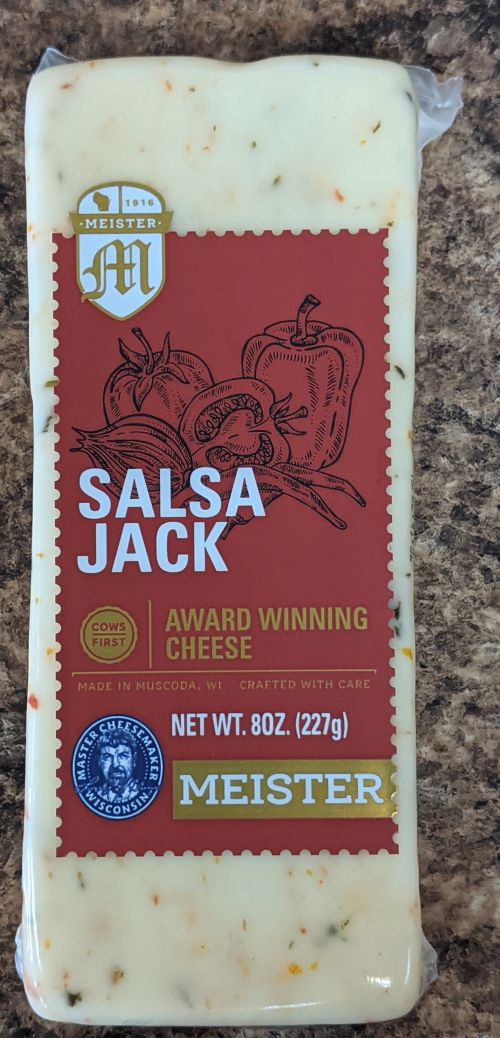 1916
MEISTER
M
SALSA
JACK
COWS
FIRST
AWARD WINNING
CHEESE
MADE IN MUSCODA, WI CRAFTED WITH CARE
NET WT. 8OZ. (227g)
MASTER CHEESEMAKER
WISCONSIN
MEISTER